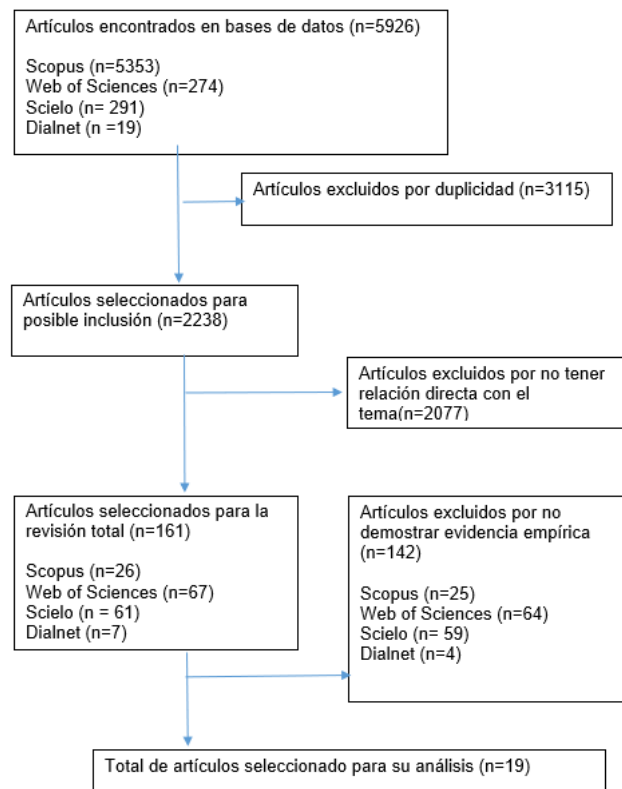 Artículos encontrados en bases de datos (n=5926)
Scopus (n=5353)
Web of Sciences (n=274)
Scielo (n= 291)
Dialnet (n =19)
Artículos excluidos por duplicidad (n=3115)
Artículos seleccionados para
posible inclusión (n=2238)
Artículos excluidos por no tener
relación directa con el
tema(n=2077)
Artículos seleccionados para la
revisión total (n=161)
Scopus (n=26)
Web of Sciences (n=67)
Scielo (n = 61)
Dialnet (n=7)
Artículos excluidos por no
demostrar evidencia empírica
(n=142)
Scopus (n=25)
Web of Sciences (n=64)
Scielo (n= 59)
Dialnet (n=4)
Total de artículos seleccionado para su análisis (n=19)